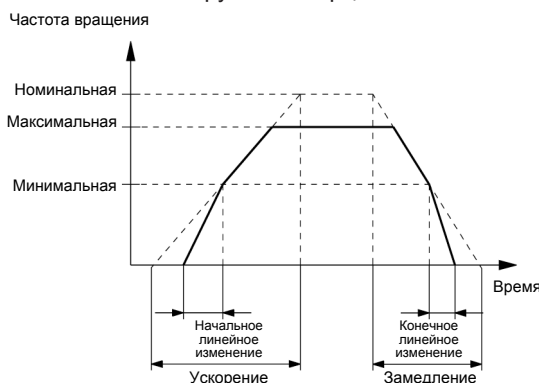 Частота вращения
Номинальная
Максимальная
Минимальная
Время
Начальное
линейное
изменение
Конечное
линейное
изменение
Ускорение
Замедление